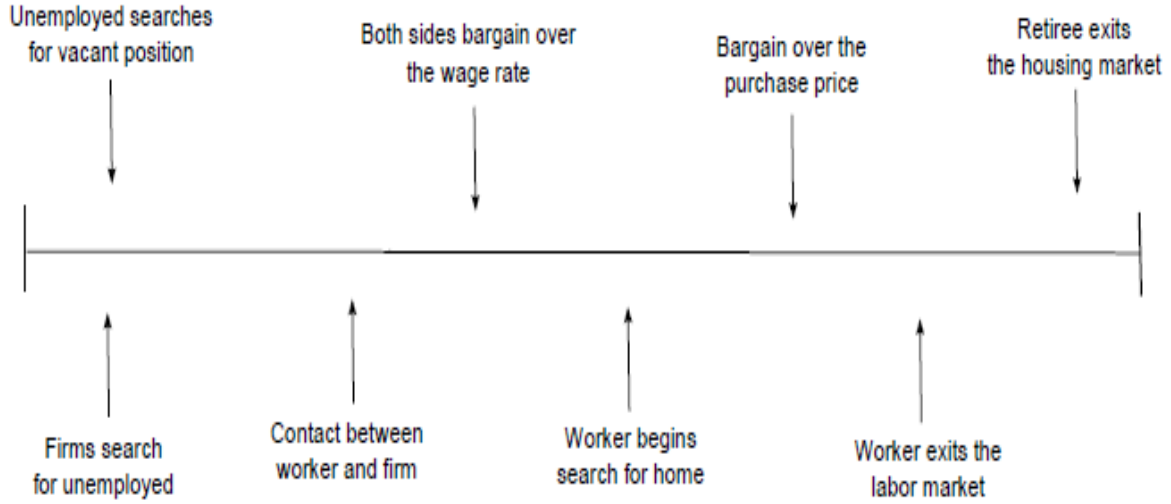 Unemployed searches
for vacant position
Both sides bargain over
the wage rate
Bargain over the
purchase price
Retiree exits
the housing market
Firms search
for unemployed
Contact between
worker and firm
Worker begins
search for home
Worker exits the
labor market